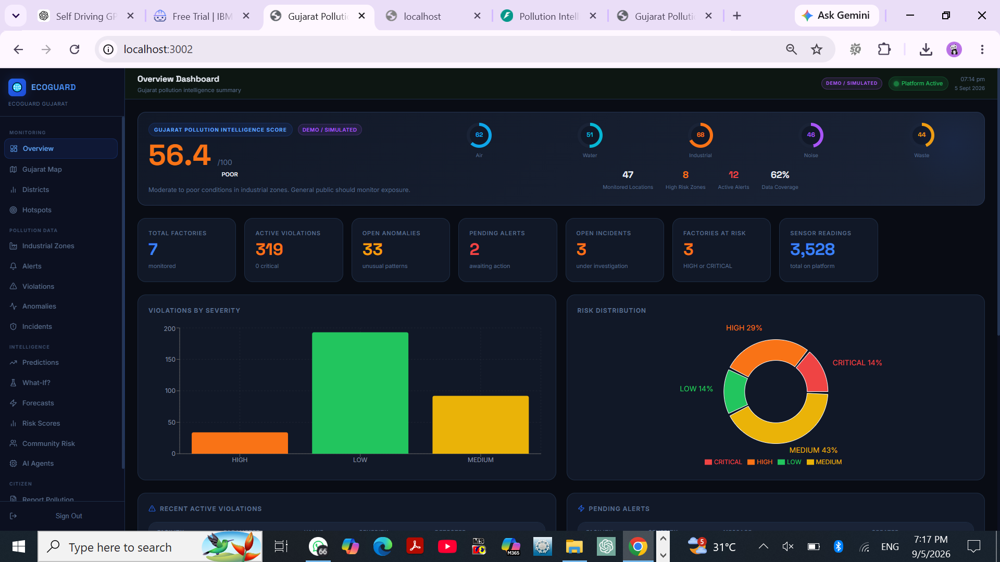 Self Driving GP
Free Trial | IBM
Gujarat Polluti
localhost
Pollution Intell
Gujarat Polluti
Ask Gemini
localhost:3002
ECOGUARD
ECOGUARD GUJARAT
MONITORING
Overview
Gujarat Map
Districts
Hotspots
POLLUTION DATA
Industrial Zones
Alerts
Violations
Anomalies
Incidents
INTELLIGENCE
Predictions
What-If?
Forecasts
Risk Scores
Community Risk
AI Agents
CITIZEN
Report Pollution
Sign Out
Overview Dashboard
Gujarat pollution intelligence summary
DEMO / SIMULATED
Platform Active
07:14 pm
5 Sept 2026
GUJARAT POLLUTION INTELLIGENCE SCORE
DEMO / SIMULATED
56.4 /100
POOR
Moderate to poor conditions in industrial zones. General public should monitor exposure.
62
Air
51
Water
68
Industrial
46
Noise
44
Waste
47
Monitored Locations
8
High Risk Zones
12
Active Alerts
62%
Data Coverage
TOTAL FACTORIES
7
monitored
ACTIVE VIOLATIONS
319
0 critical
OPEN ANOMALIES
33
unusual patterns
PENDING ALERTS
2
awaiting action
OPEN INCIDENTS
3
under investigation
FACTORIES AT RISK
3
HIGH or CRITICAL
SENSOR READINGS
3,528
total on platform
VIOLATIONS BY SEVERITY
200
150
100
50
0
HIGH
LOW
MEDIUM
RISK DISTRIBUTION
HIGH 29%
CRITICAL 14%
LOW 14%
MEDIUM 43%
CRITICAL HIGH LOW MEDIUM
RECENT ACTIVE VIOLATIONS
PENDING ALERTS
Type here to search
66
MS
M365
5
31°C
ENG
7:17 PM
9/5/2026